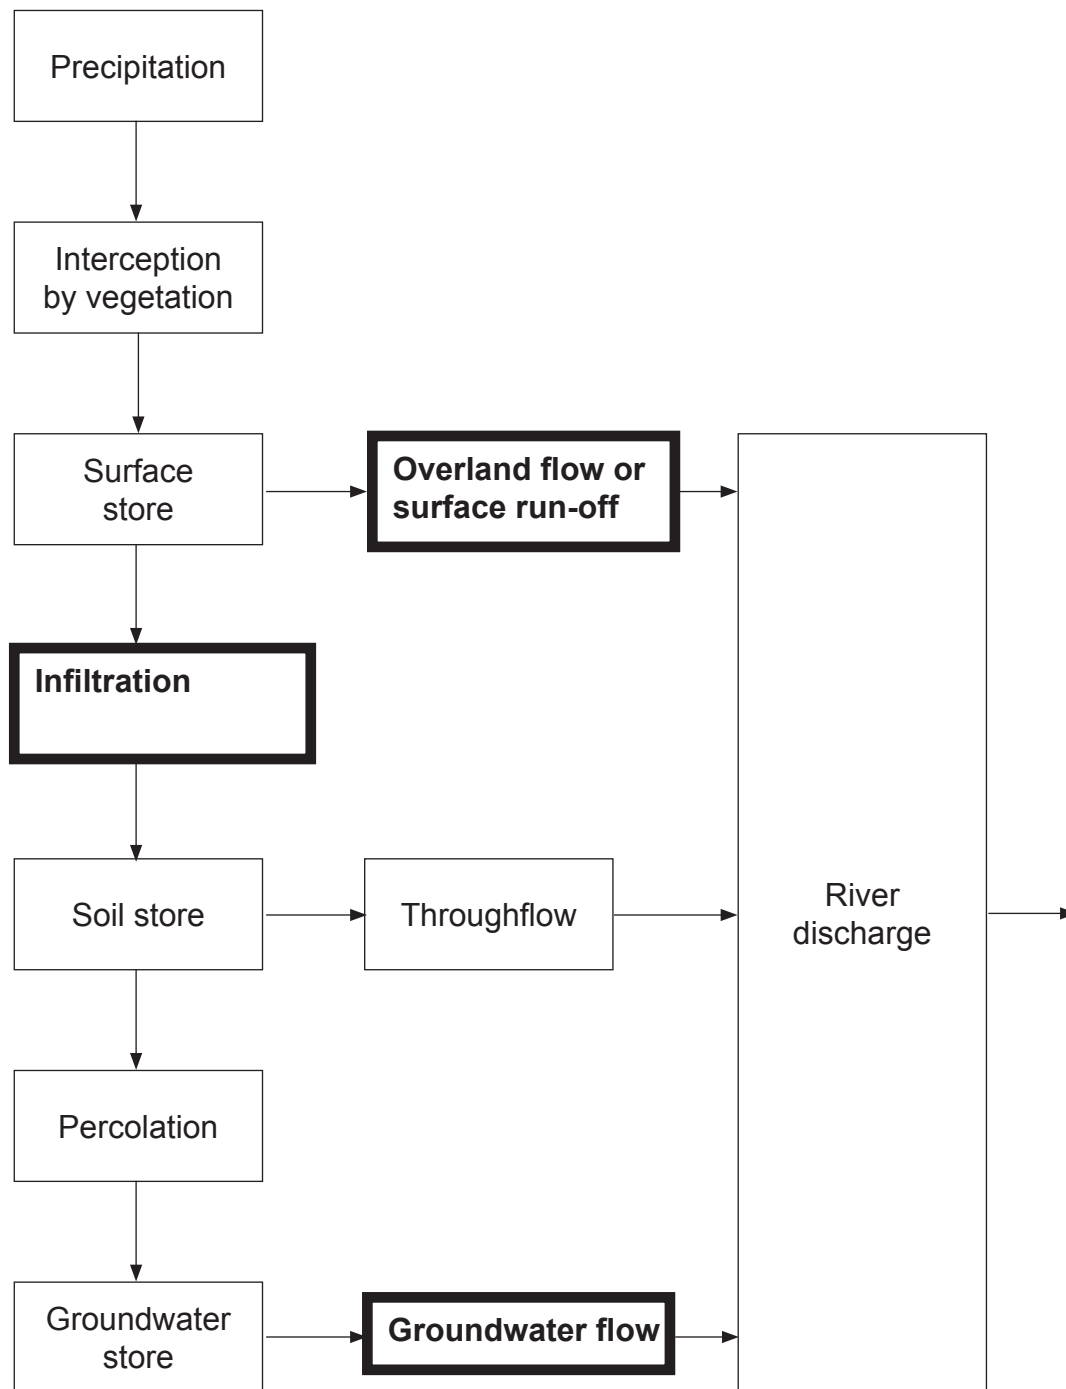 Precipitation
Interception
by vegetation
Surface
store
Overland flow or
surface run-off
Infiltration
Soil store
Throughflow
River
discharge
Percolation
Groundwater
store
Groundwater flow